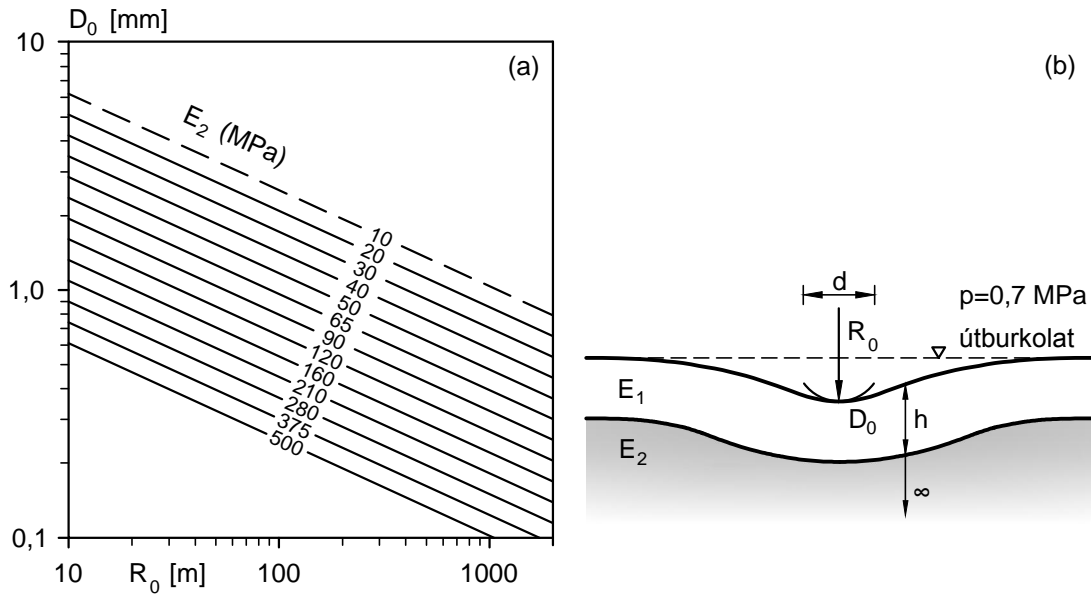 D₀ [mm]
10
(a)
E₂ (MPa)
10
20
30
40
50
65
90
120
160
210
280
375
500
1,0
0,1
10
R₀ [m]
100
1000
(b)
d
p=0,7 MPa
R₀
útburkolat
E₁
D₀
h
E₂
∞